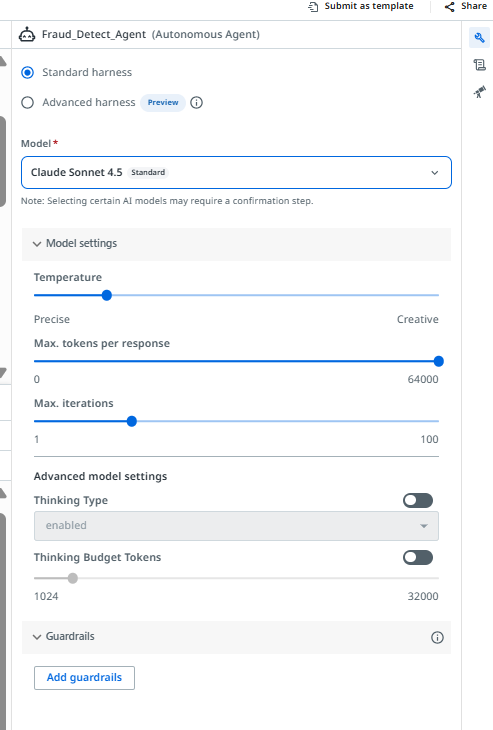 Submit as template Share
Fraud_Detect_Agent (Autonomous Agent)
Standard harness
Advanced harness Preview
Model*
Claude Sonnet 4.5 Standard
Note: Selecting certain AI models may require a confirmation step.
Model settings
Temperature
Precise Creative
Max. tokens per response
0 64000
Max. iterations
1 100
Advanced model settings
Thinking Type
enabled
Thinking Budget Tokens
1024 32000
Guardrails
Add guardrails